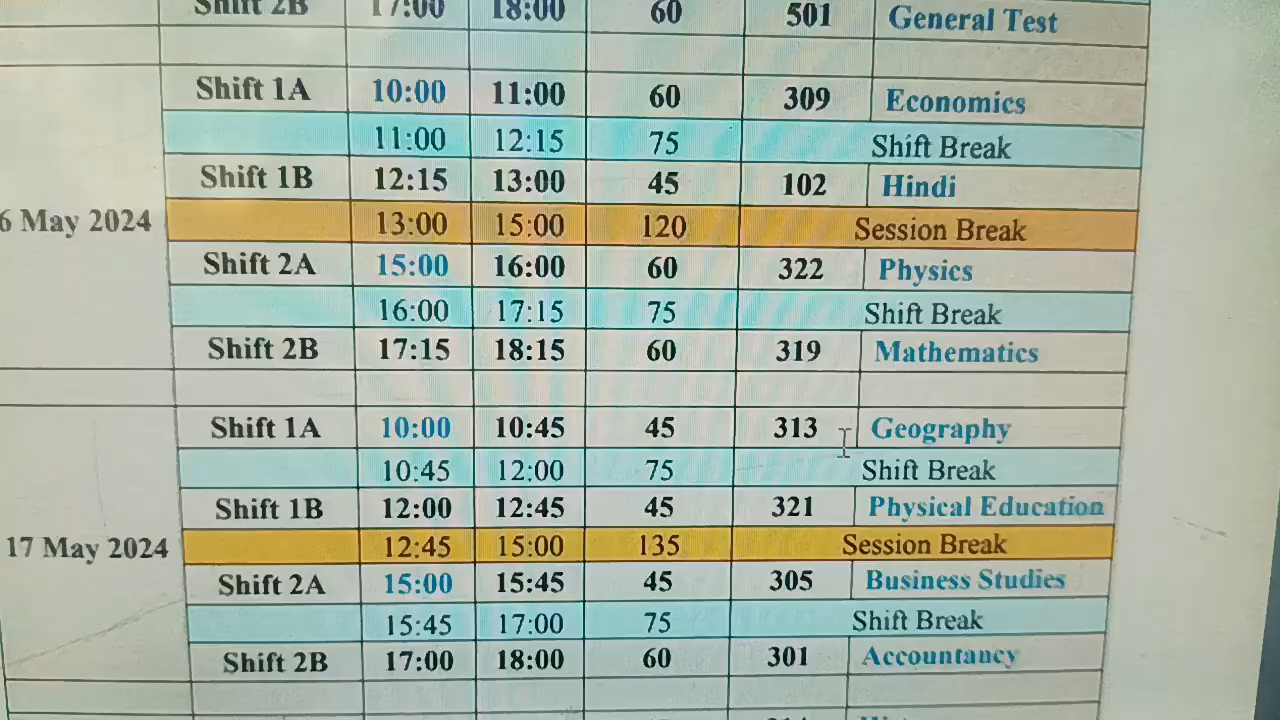 Shift 2B 17:00 18:00 60 501 General Test
Shift 1A 10:00 11:00 60 309 Economics
11:00 12:15 75 Shift Break
Shift 1B 12:15 13:00 45 102 Hindi
6 May 2024 13:00 15:00 120 Session Break
Shift 2A 15:00 16:00 60 322 Physics
16:00 17:15 75 Shift Break
Shift 2B 17:15 18:15 60 319 Mathematics
Shift 1A 10:00 10:45 45 313 Geography
10:45 12:00 75 Shift Break
Shift 1B 12:00 12:45 45 321 Physical Education
17 May 2024 12:45 15:00 135 Session Break
Shift 2A 15:00 15:45 45 305 Business Studies
15:45 17:00 75 Shift Break
Shift 2B 17:00 18:00 60 301 Accountancy